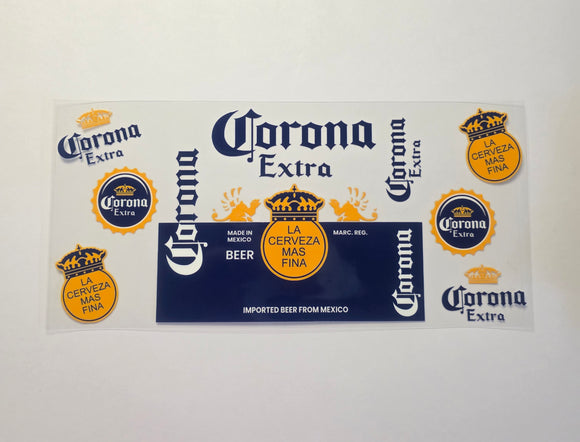 Corona
Extra
Corona
Extra
LA
CERVEZA
MAS
FINA
Corona
Extra
Corona
Extra
LA
CERVEZA
MAS
FINA
Corona
MADE IN
MEXICO
BEER
LA
CERVEZA
MAS
FINA
MARC. REG.
Corona
IMPORTED BEER FROM MEXICO
Corona
Extra
LA
CERVEZA
MAS
FINA
Corona
Extra
Corona
Extra